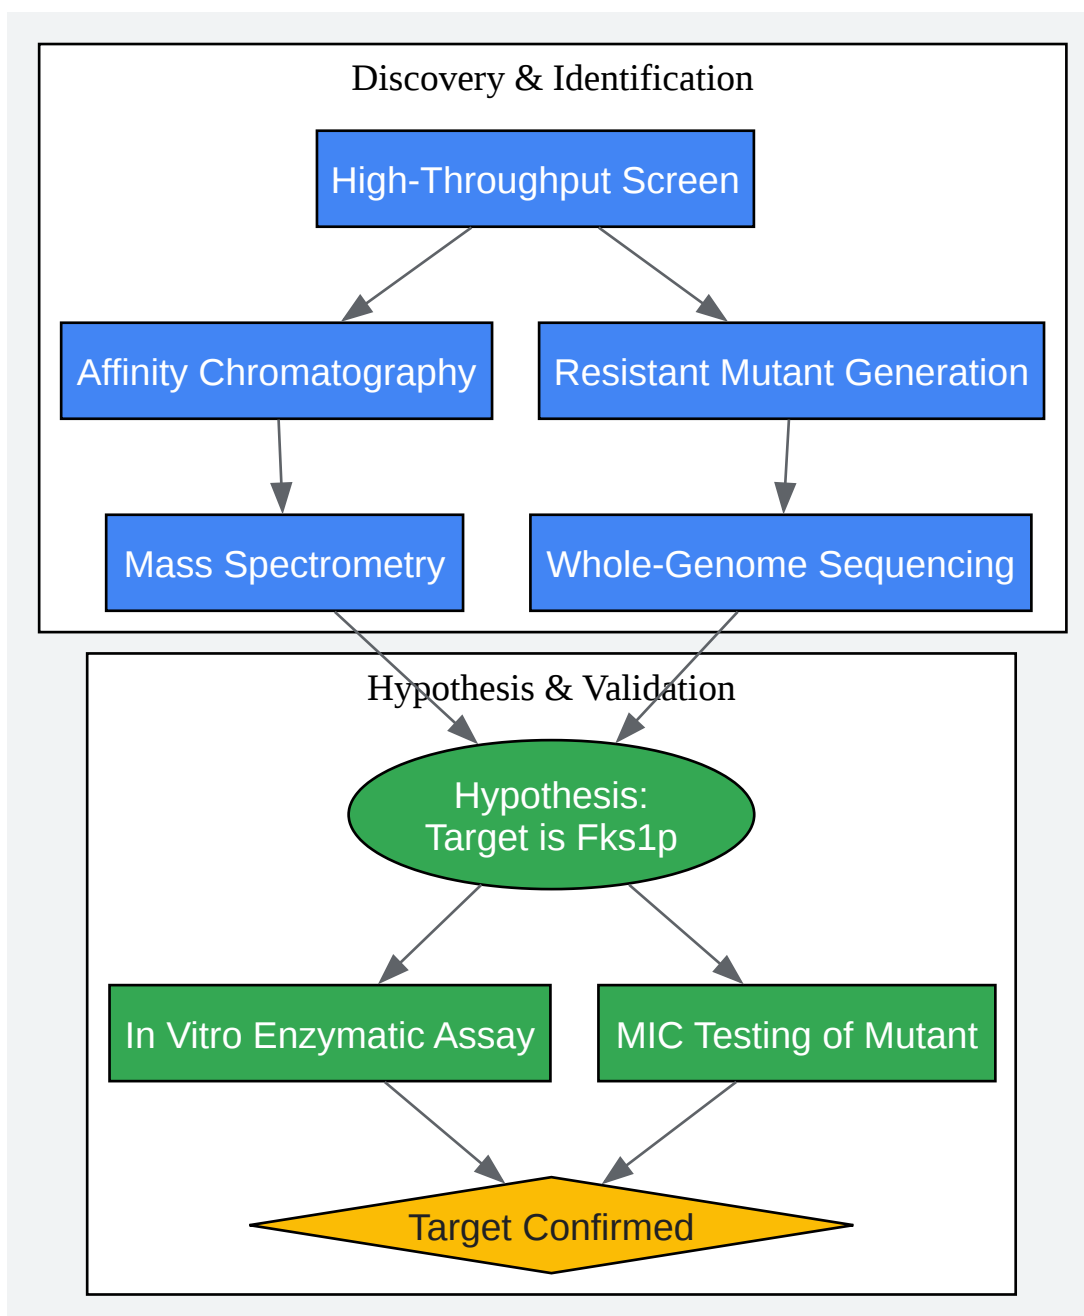 Discovery & Identification
High-Throughput Screen
Affinity Chromatography
Resistant Mutant Generation
Mass Spectrometry
Whole-Genome Sequencing
Hypothesis & Validation
Hypothesis:
Target is Fks1p
In Vitro Enzymatic Assay
MIC Testing of Mutant
Target Confirmed